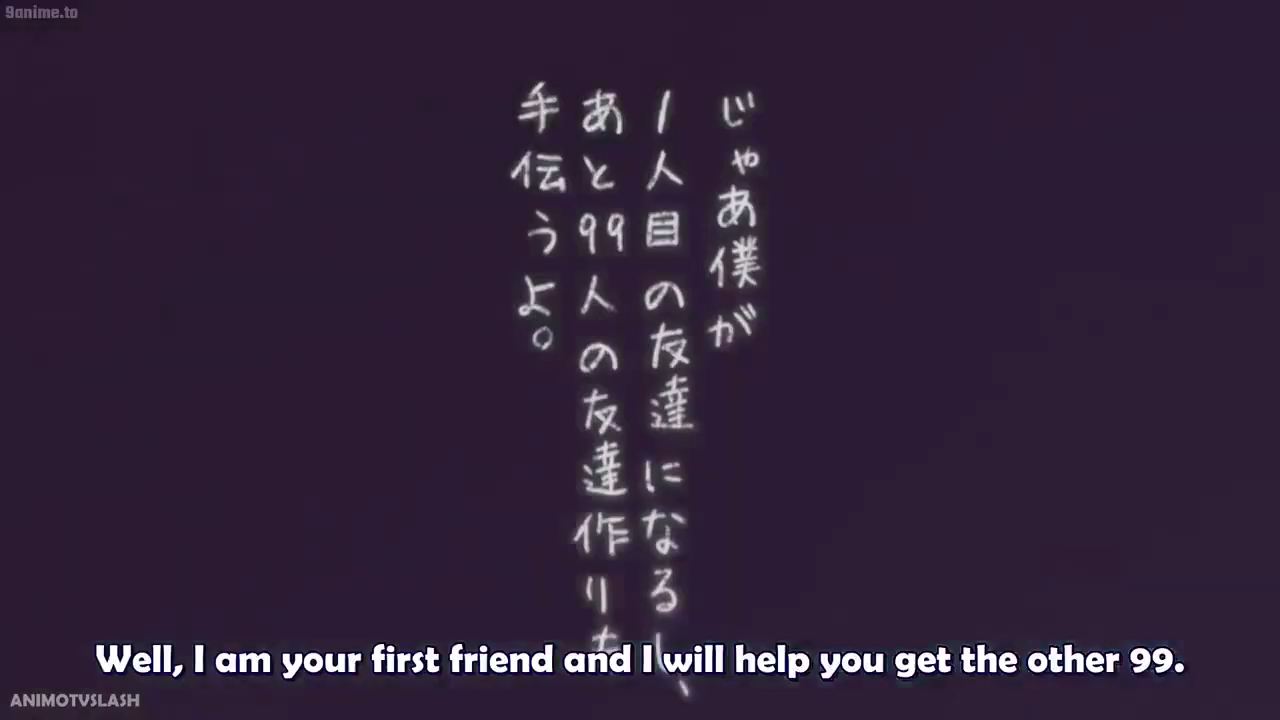 9anime.to
じゃあ僕が
1人目の友達になるし、
あと99人の友達作りも
手伝うよ。
Well, I am your first friend and I will help you get the other 99.
ANIMOTVSLASH